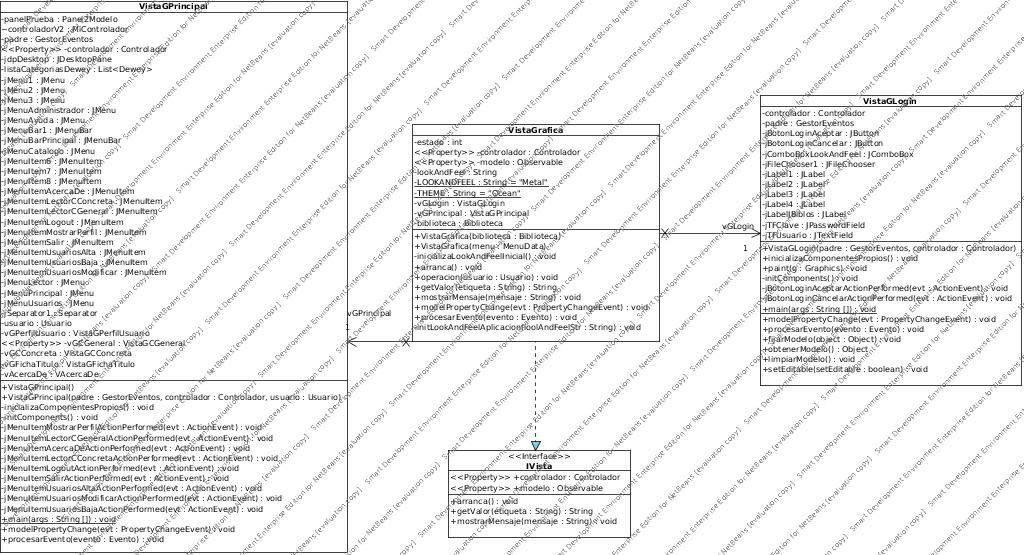 VistaGPrincipal
-panelPrueba : Panel2Modelo
-controladorV2 : MiControlador
-padre : GestorEventos
<<Property>> -controlador : Controlador
-jdpDesktop : JDesktopPane
-listaCategoriasDewey : List<Dewey>
-jMenu1 : JMenu
-jMenu2 : JMenu
-jMenu3 : JMenu
-jMenuAdministrador : JMenu
-jMenuAyuda : JMenu
-jMenuBar1 : JMenuBar
-jMenuBarPrincipal : JMenuBar
-jMenuCatalogo : JMenu
-jMenuItem6 : JMenuItem
-jMenuItem7 : JMenuItem
-jMenuItem8 : JMenuItem
-jMenuItemAcercaDe : JMenuItem
-jMenuItemLectorCConcreta : JMenuItem
-jMenuItemLectorCGeneral : JMenuItem
-jMenuItemLogout : JMenuItem
-jMenuItemMostrarPerfil : JMenuItem
-jMenuItemSalir : JMenuItem
-jMenuItemUsuariosAlta : JMenuItem
-jMenuItemUsuariosBaja : JMenuItem
-jMenuItemUsuariosModificar : JMenuItem
-jMenuLector : JMenu
-jMenuPrincipal : JMenu
-jMenuUsuarios : JMenu
-jSeparator1 : Separator
-usuario : Usuario
-vGPerfilUsuario : VistaGPerfilUsuario
<<Property>> -vGCGeneral : VistaGCGeneral
-vGCConcreta : VistaGCConcreta
-vGFichaTitulo : VistaGFichaTitulo
-vAcercaDe : VAcercaDe
+VistaGPrincipal()
+VistaGPrincipal(padre : GestorEventos, controlador : Controlador, usuario : Usuario)
-inicializaComponentesPropios() : void
-initComponents() : void
-jMenuItemMostrarPerfilActionPerformed(evt : ActionEvent) : void
-jMenuItemLectorCGeneralActionPerformed(evt : ActionEvent) : void
-jMenuItemAcercaDeActionPerformed(evt : ActionEvent) : void
-jMenuItemLectorCConcretaActionPerformed(evt : ActionEvent) : void
-jMenuItemLogoutActionPerformed(evt : ActionEvent) : void
-jMenuItemSalirActionPerformed(evt : ActionEvent) : void
-jMenuItemUsuariosAltaActionPerformed(evt : ActionEvent) : void
-jMenuItemUsuariosModificarActionPerformed(evt : ActionEvent) : void
-jMenuItemUsuariosBajaActionPerformed(evt : ActionEvent) : void
+main(args : String []) : void
+modelPropertyChange(evt : PropertyChangeEvent) : void
+procesarEvento(evento : Evento) : void
vGPrincipal
1
VistaGrafica
-estado : int
<<Property>> -controlador : Controlador
<<Property>> -modelo : Observable
-lookAndFeel : String
-LOOKANDFEEL : String = "Metal"
-THEME : String = "Ocean"
-vGLogin : VistaGLogin
-vGPrincipal : VistaGPrincipal
-biblioteca : Biblioteca
+VistaGrafica(biblioteca : Biblioteca)
+VistaGrafica(menu : MenuData)
-inicializaLookAndFeelInicial() : void
+arranca() : void
+operacion(usuario : Usuario) : void
+getValor(etiqueta : String) : String
+mostrarMensaje(mensaje : String) : void
+modelPropertyChange(evt : PropertyChangeEvent) : void
+procesarEvento(evento : Evento) : void
-initLookAndFeelAplicacion(lookAndFeelStr : String) : void
vGLogin
1
<<Interface>>
IVista
<<Property>> +controlador : Controlador
<<Property>> +modelo : Observable
+arranca() : void
+getValor(etiqueta : String) : String
+mostrarMensaje(mensaje : String) : void
VistaGLogin
-controlador : Controlador
-padre : GestorEventos
-jBotonLoginAceptar : JButton
-jBotonLoginCancelar : JButton
-jComboBoxLookAndFeel : JComboBox
-jFileChooser1 : JFileChooser
-jLabel1 : JLabel
-jLabel2 : JLabel
-jLabel3 : JLabel
-jLabel4 : JLabel
-jLabelJBiblos : JLabel
-jTFClave : JPasswordField
-jTFUsuario : JTextField
+VistaGLogin(padre : GestorEventos, controlador : Controlador)
+inicializaComponentesPropios() : void
+paint(g : Graphics) : void
-initComponents() : void
-jBotonLoginAceptarActionPerformed(evt : ActionEvent) : void
-jBotonLoginCancelarActionPerformed(evt : ActionEvent) : void
+main(args : String []) : void
+modelPropertyChange(evt : PropertyChangeEvent) : void
+procesarEvento(evento : Evento) : void
+fijarModelo(object : Object) : void
+obtenerModelo() : Object
+limpiarModelo() : void
+setEditable(setEditable : boolean) : void
Smart Development Environment Enterprise Edition for NetBeans [evaluation copy]